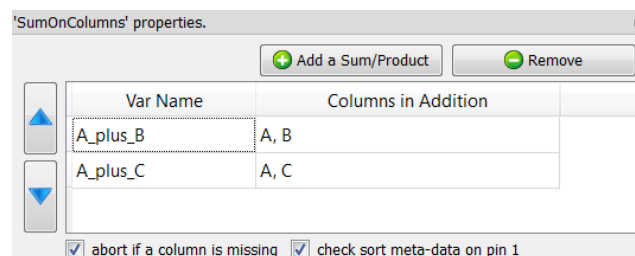 'SumOnColumns' properties.
Add a Sum/Product Remove
Var Name Columns in Addition
A_plus_B A, B
A_plus_C A, C
abort if a column is missing check sort meta-data on pin 1